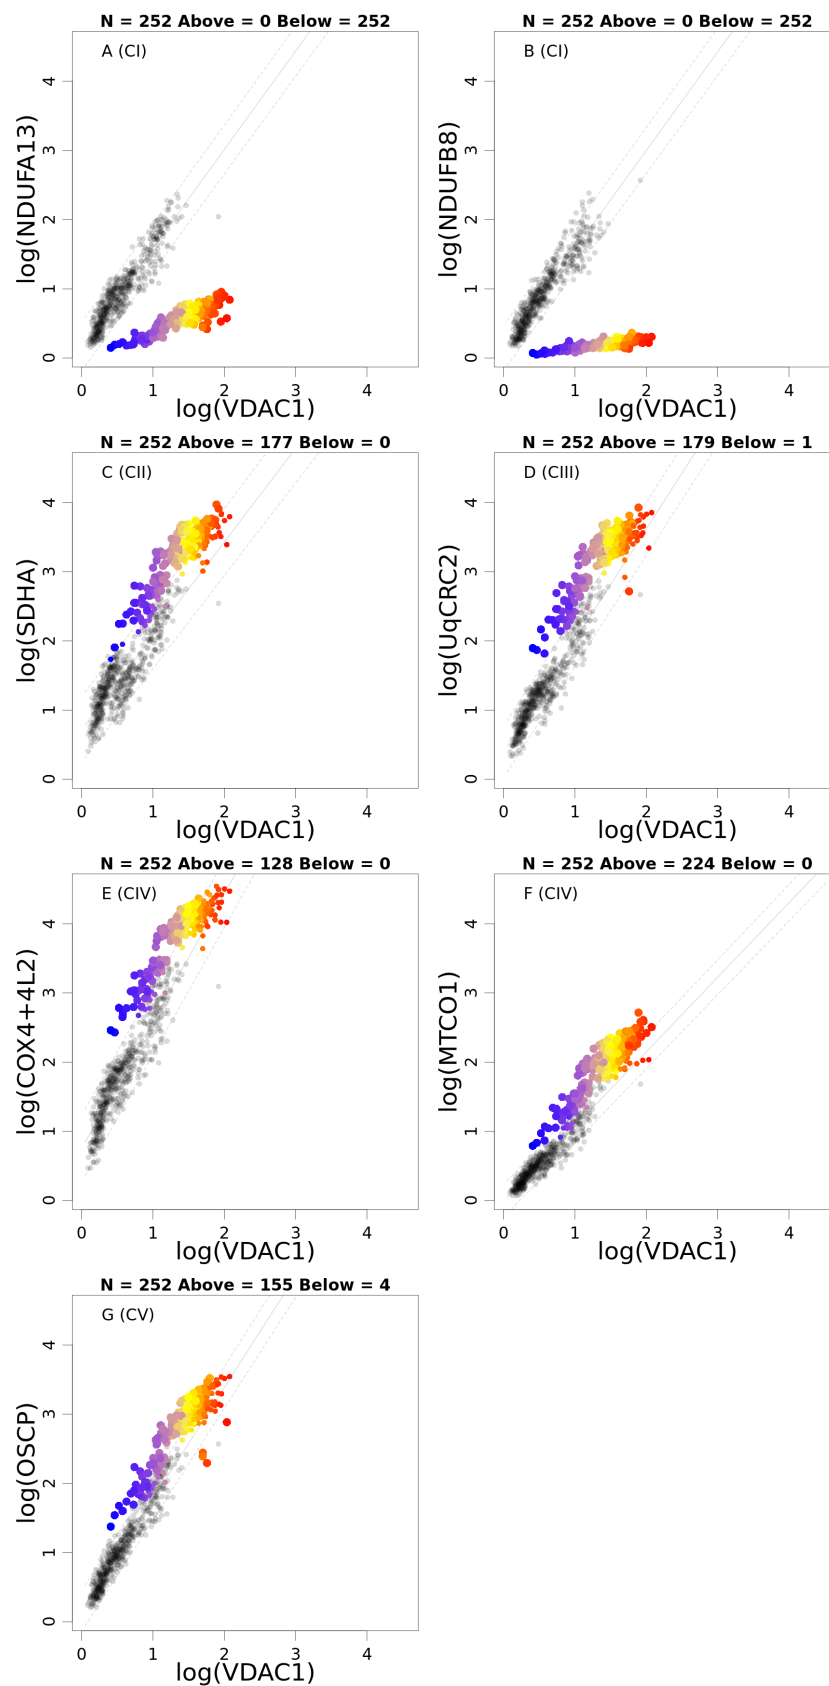 N = 252 Above = 0 Below = 252
A (CI)
log(NDUFA13)
0 1 2 3 4
0 1 2 3 4
log(VDAC1)
N = 252 Above = 0 Below = 252
B (CI)
log(NDUFB8)
0 1 2 3 4
0 1 2 3 4
log(VDAC1)
N = 252 Above = 177 Below = 0
C (CII)
log(SDHA)
0 1 2 3 4
0 1 2 3 4
log(VDAC1)
N = 252 Above = 179 Below = 1
D (CIII)
log(UqCRC2)
0 1 2 3 4
0 1 2 3 4
log(VDAC1)
N = 252 Above = 128 Below = 0
E (CIV)
log(COX4+4L2)
0 1 2 3 4
0 1 2 3 4
log(VDAC1)
N = 252 Above = 224 Below = 0
F (CIV)
log(MTCO1)
0 1 2 3 4
0 1 2 3 4
log(VDAC1)
N = 252 Above = 155 Below = 4
G (CV)
log(OSCP)
0 1 2 3 4
0 1 2 3 4
log(VDAC1)